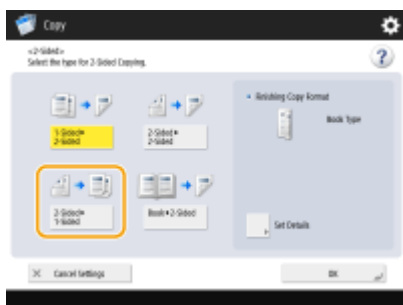 Copy
<2-Sided>
Select the type for 2-Sided Copying.
1-Sided▸
2-Sided
2-Sided▸
2-Sided
2-Sided▸
1-Sided
Book▸2-Sided
Finishing Copy Format
Book Type
Set Details
Cancel Settings
OK